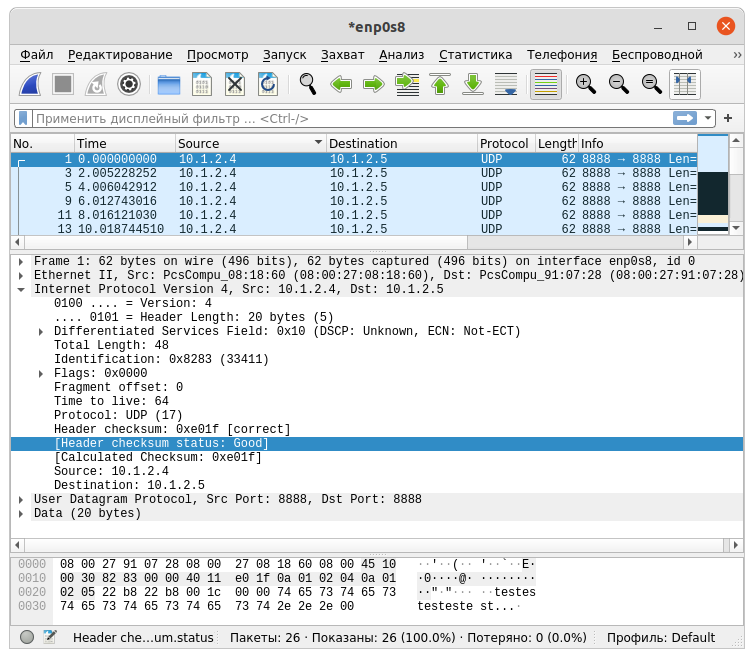 *enp0s8
Файл Редактирование Просмотр Запуск Захват Анализ Статистика Телефония Беспроводной »
Применить дисплейный фильтр … <Ctrl-/>
No. Time Source Destination Protocol Length Info
1 0.000000000 10.1.2.4 10.1.2.5 UDP 62 8888 → 8888 Len=
3 2.005228252 10.1.2.4 10.1.2.5 UDP 62 8888 → 8888 Len=
5 4.006042912 10.1.2.4 10.1.2.5 UDP 62 8888 → 8888 Len=
9 6.012743016 10.1.2.4 10.1.2.5 UDP 62 8888 → 8888 Len=
11 8.016121030 10.1.2.4 10.1.2.5 UDP 62 8888 → 8888 Len=
13 10.018744510 10.1.2.4 10.1.2.5 UDP 62 8888 → 8888 Len=
Frame 1: 62 bytes on wire (496 bits), 62 bytes captured (496 bits) on interface enp0s8, id 0
Ethernet II, Src: PcsCompu_08:18:60 (08:00:27:08:18:60), Dst: PcsCompu_91:07:28 (08:00:27:91:07:28)
Internet Protocol Version 4, Src: 10.1.2.4, Dst: 10.1.2.5
0100 .... = Version: 4
.... 0101 = Header Length: 20 bytes (5)
Differentiated Services Field: 0x10 (DSCP: Unknown, ECN: Not-ECT)
Total Length: 48
Identification: 0x8283 (33411)
Flags: 0x0000
Fragment offset: 0
Time to live: 64
Protocol: UDP (17)
Header checksum: 0xe01f [correct]
[Header checksum status: Good]
[Calculated Checksum: 0xe01f]
Source: 10.1.2.4
Destination: 10.1.2.5
User Datagram Protocol, Src Port: 8888, Dst Port: 8888
Data (20 bytes)
0000 08 00 27 91 07 28 08 00 27 08 18 60 08 00 45 10 ··'··(·· '··`··E·
0010 00 30 82 83 00 00 40 11 e0 1f 0a 01 02 04 0a 01 ·0····@· ········
0020 02 05 22 b8 22 b8 00 1c 00 00 74 65 73 74 65 73 ··"·"··· ··testes
0030 74 65 73 74 65 73 74 65 73 74 2e 2e 2e 00 testeste st...·
Header che…um.status Пакеты: 26 · Показаны: 26 (100.0%) · Потеряно: 0 (0.0%) Профиль: Default